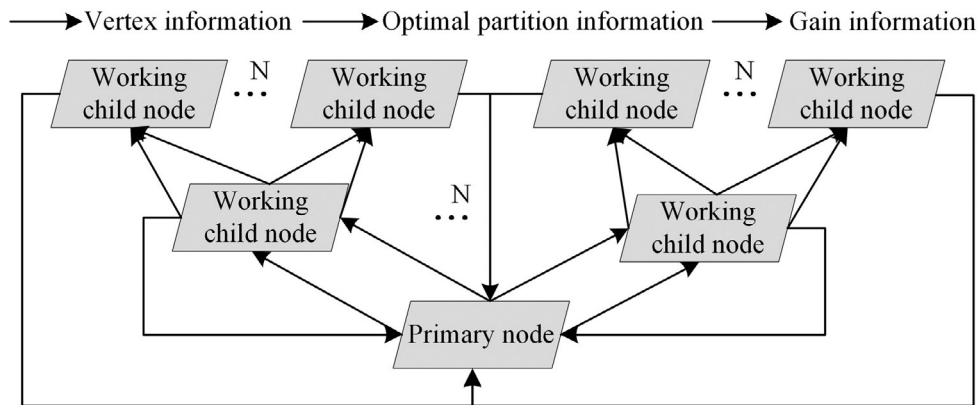 Vertex information
Optimal partition information
Gain information
Working
child node
N
...
Working
child node
Working
child node
N
...
Working
child node
Working
child node
N
...
Working
child node
Primary node